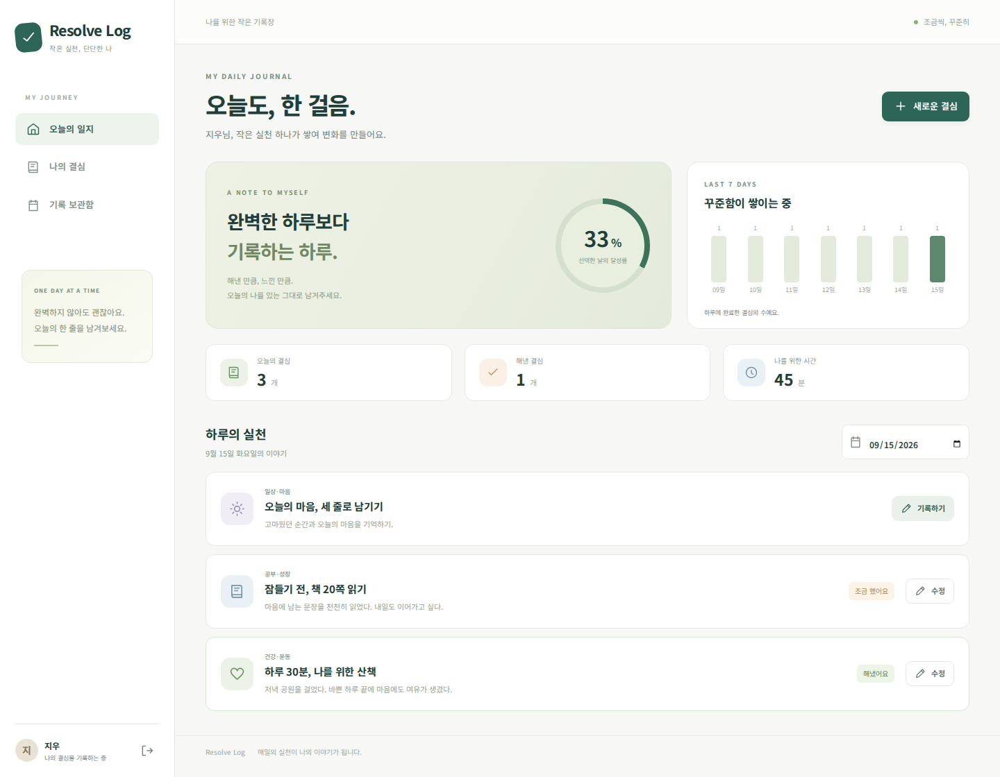 Resolve Log
작은 실천, 단단한 나
MY JOURNEY
오늘의 일지
나의 결심
기록 보관함
ONE DAY AT A TIME
완벽하지 않아도 괜찮아요.
오늘의 한 줄을 남겨보세요.
지
지우
나의 결심을 기록하는 중
나를 위한 작은 기록장
조금씩, 꾸준히
MY DAILY JOURNAL
오늘도, 한 걸음.
지우님, 작은 실천 하나가 쌓여 변화를 만들어요.
새로운 결심
A NOTE TO MYSELF
완벽한 하루보다
기록하는 하루.
해낸 만큼, 느낀 만큼.
오늘의 나를 있는 그대로 남겨주세요.
33%
선택한 날의 달성률
LAST 7 DAYS
꾸준함이 쌓이는 중
1 1 1 1 1 1 1
09일 10일 11일 12일 13일 14일 15일
하루에 완료한 결심의 수예요.
오늘의 결심
3 개
해낸 결심
1 개
나를 위한 시간
45 분
하루의 실천
9월 15일 화요일의 이야기
09/15/2026
일상·마음
오늘의 마음, 세 줄로 남기기
고마웠던 순간과 오늘의 마음을 기억하기.
기록하기
공부·성장
잠들기 전, 책 20쪽 읽기
마음에 남는 문장을 천천히 읽었다. 내일도 이어가고 싶다.
조금 했어요
수정
건강·운동
하루 30분, 나를 위한 산책
저녁 공원을 걸었다. 바쁜 하루 끝에 마음에도 여유가 생겼다.
해냈어요
수정
Resolve Log 매일의 실천이 나의 이야기가 됩니다.